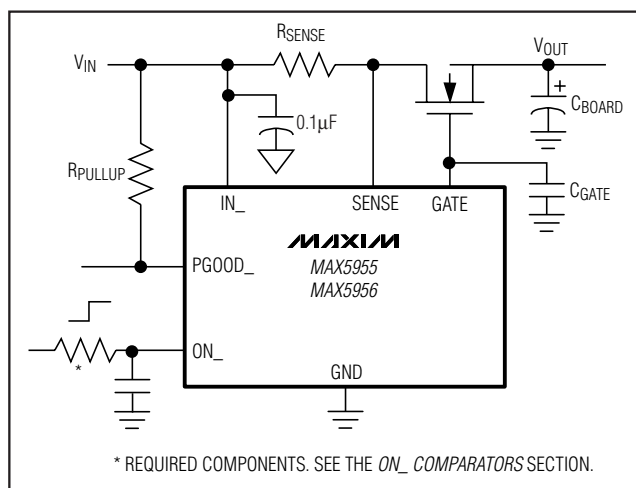 RSENSE
VIN
VOUT
+
CBOARD
0.1µF
RPULLUP
CGATE
IN_
SENSE
GATE
MAXIM
PGOOD_
MAX5955
MAX5956
ON_
*
GND
* REQUIRED COMPONENTS. SEE THE ON_ COMPARATORS SECTION.